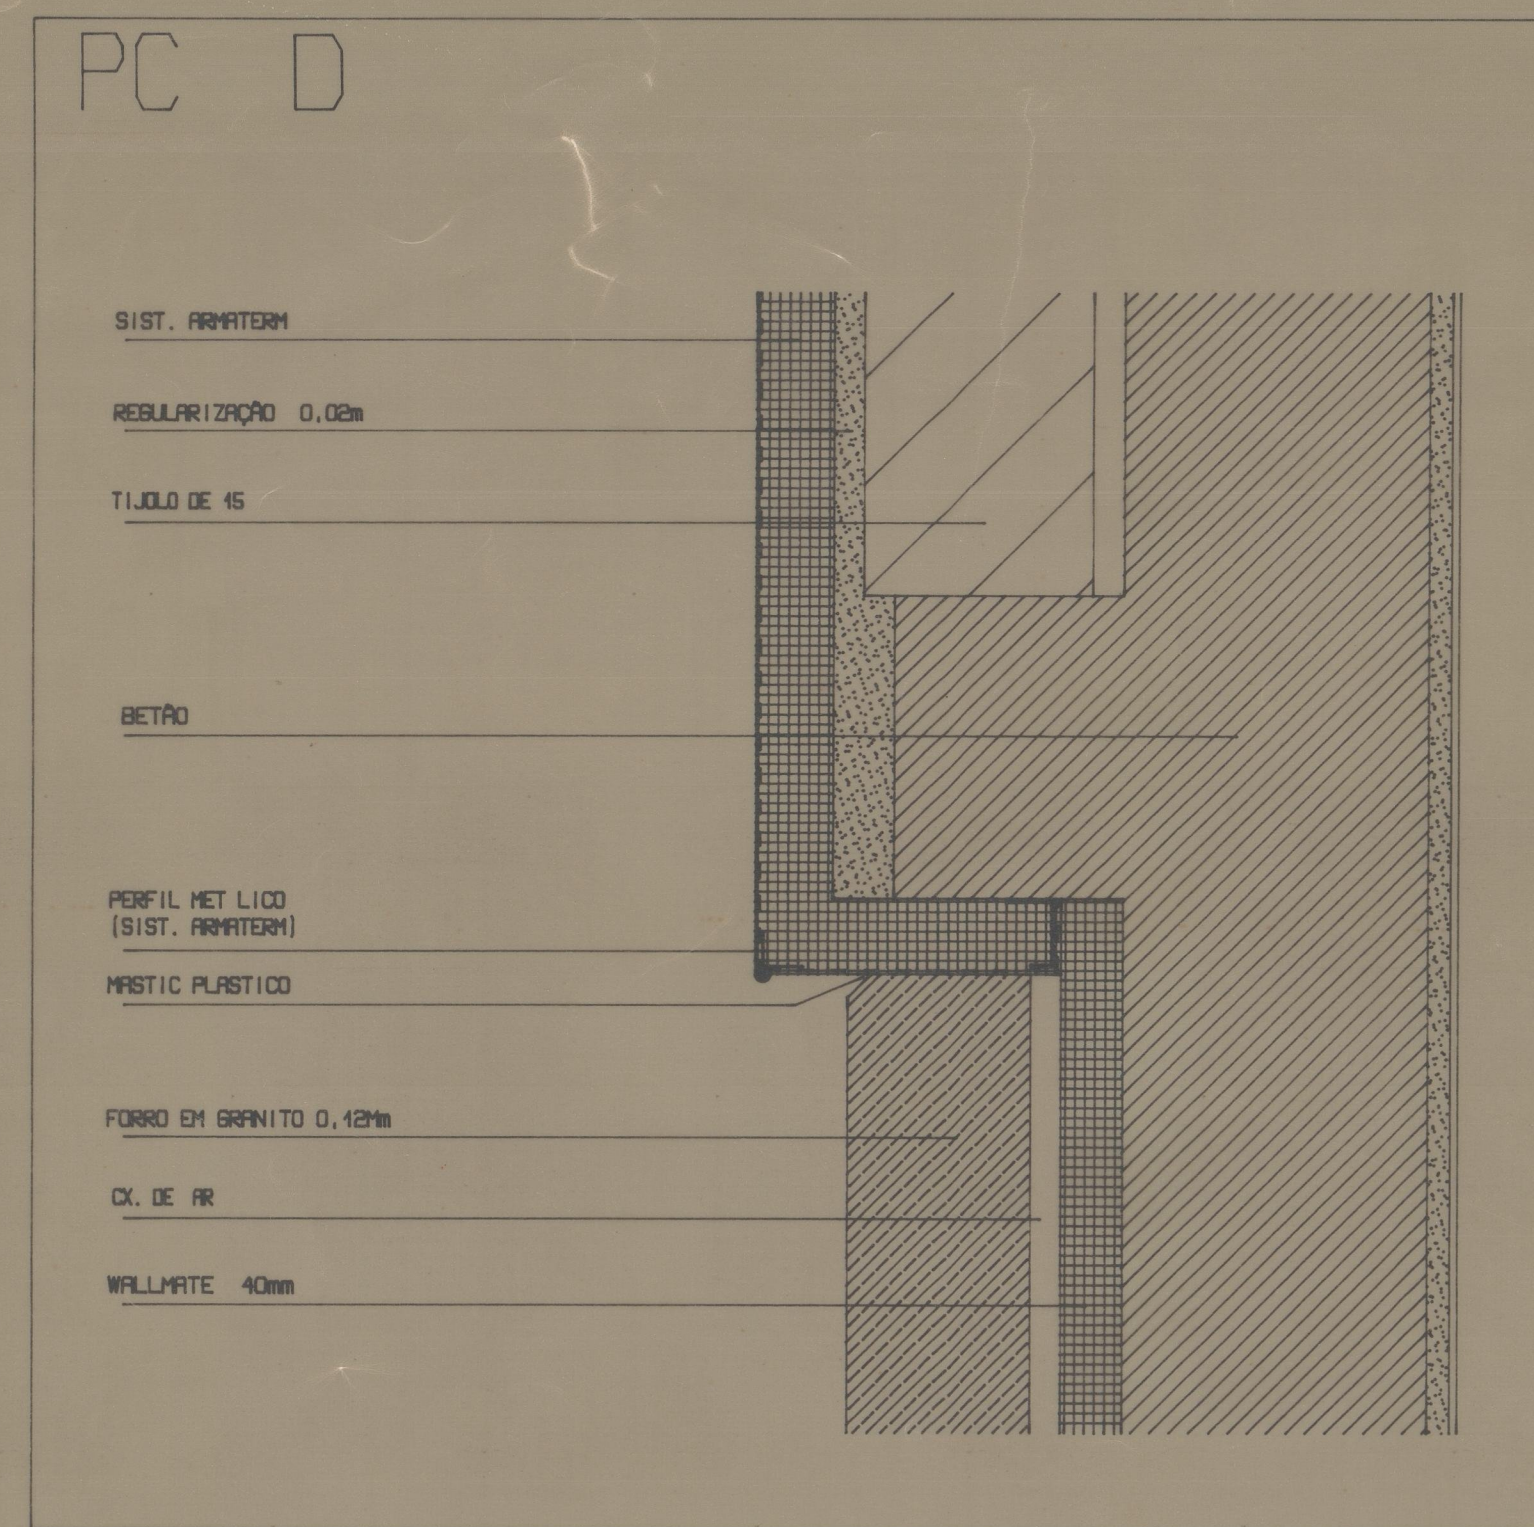 PC D
SIST. ARMATERM
REGULARIZAÇÃO 0,02m
TIJOLO DE 15
BETÃO
PERFIL MET LICO
(SIST. ARMATERM)
MASTIC PLASTICO
FORRO EM GRANITO 0,12Mm
CX. DE AR
WALLMATE 40mm